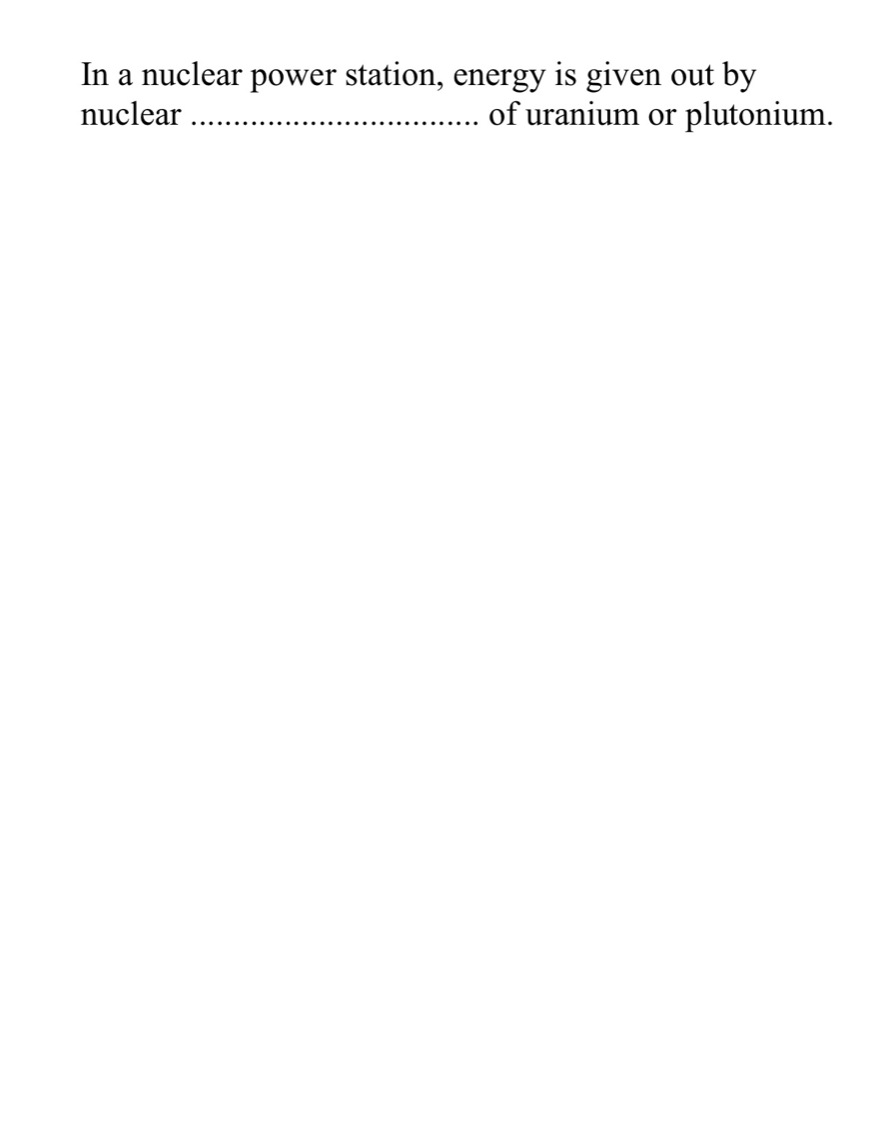 In a nuclear power station, energy is given out by
nuclear .................................. of uranium or plutonium.